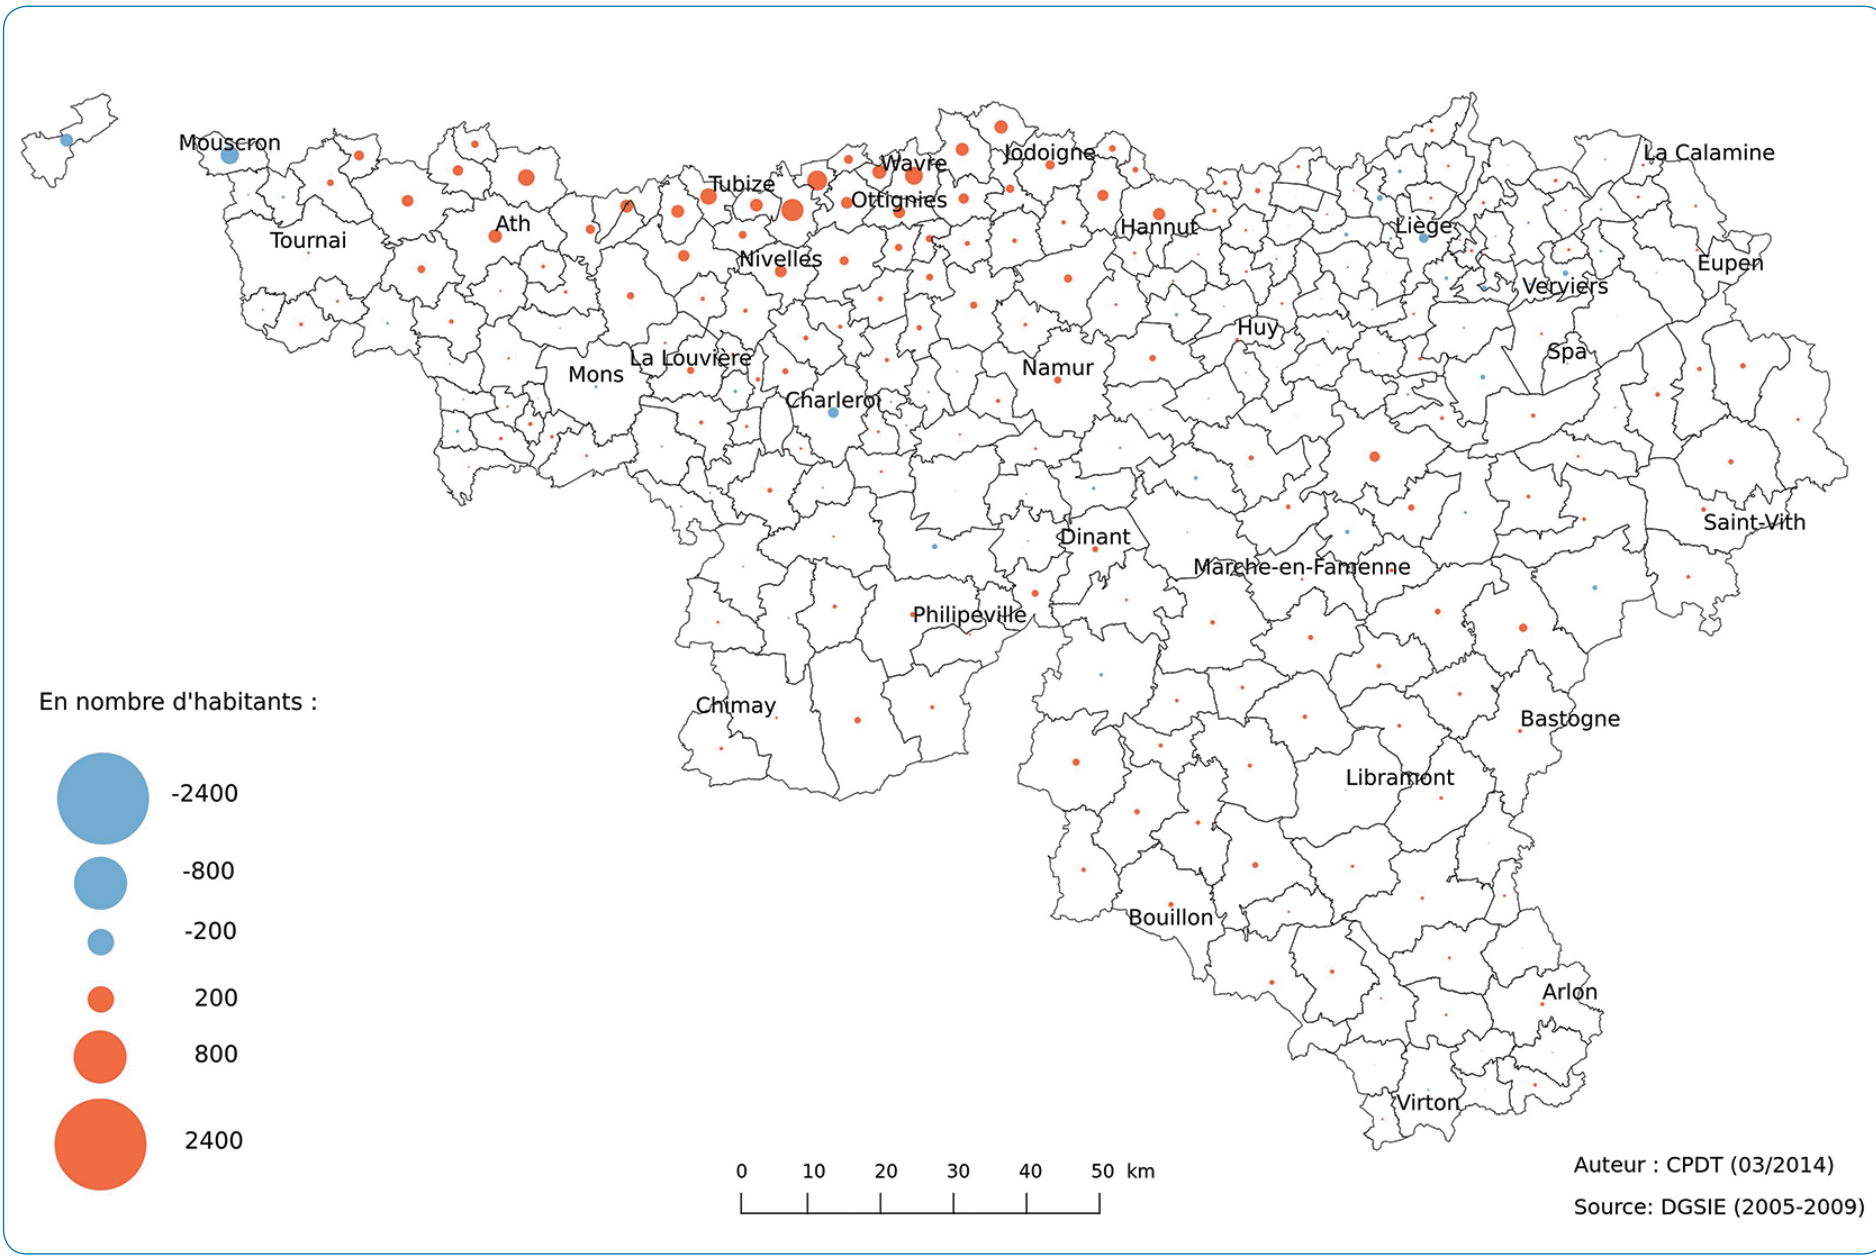 Mouscron
La Calamine
Jodoigne
Wavre
Tubize
Ottignies
Ath
Hannut
Liège
Tournai
Nivelles
Eupen
Verviers
Huy
Spa
La Louvière
Namur
Mons
Charleroi
Saint-Vith
Dinant
Marche-en-Famenne
Philipeville
En nombre d'habitants :
Chimay
Bastogne
Libramont
-2400
-800
Bouillon
-200
Arlon
200
800
Virton
2400
0 10 20 30 40 50 km
Auteur : CPDT (03/2014)
Source: DGSIE (2005-2009)